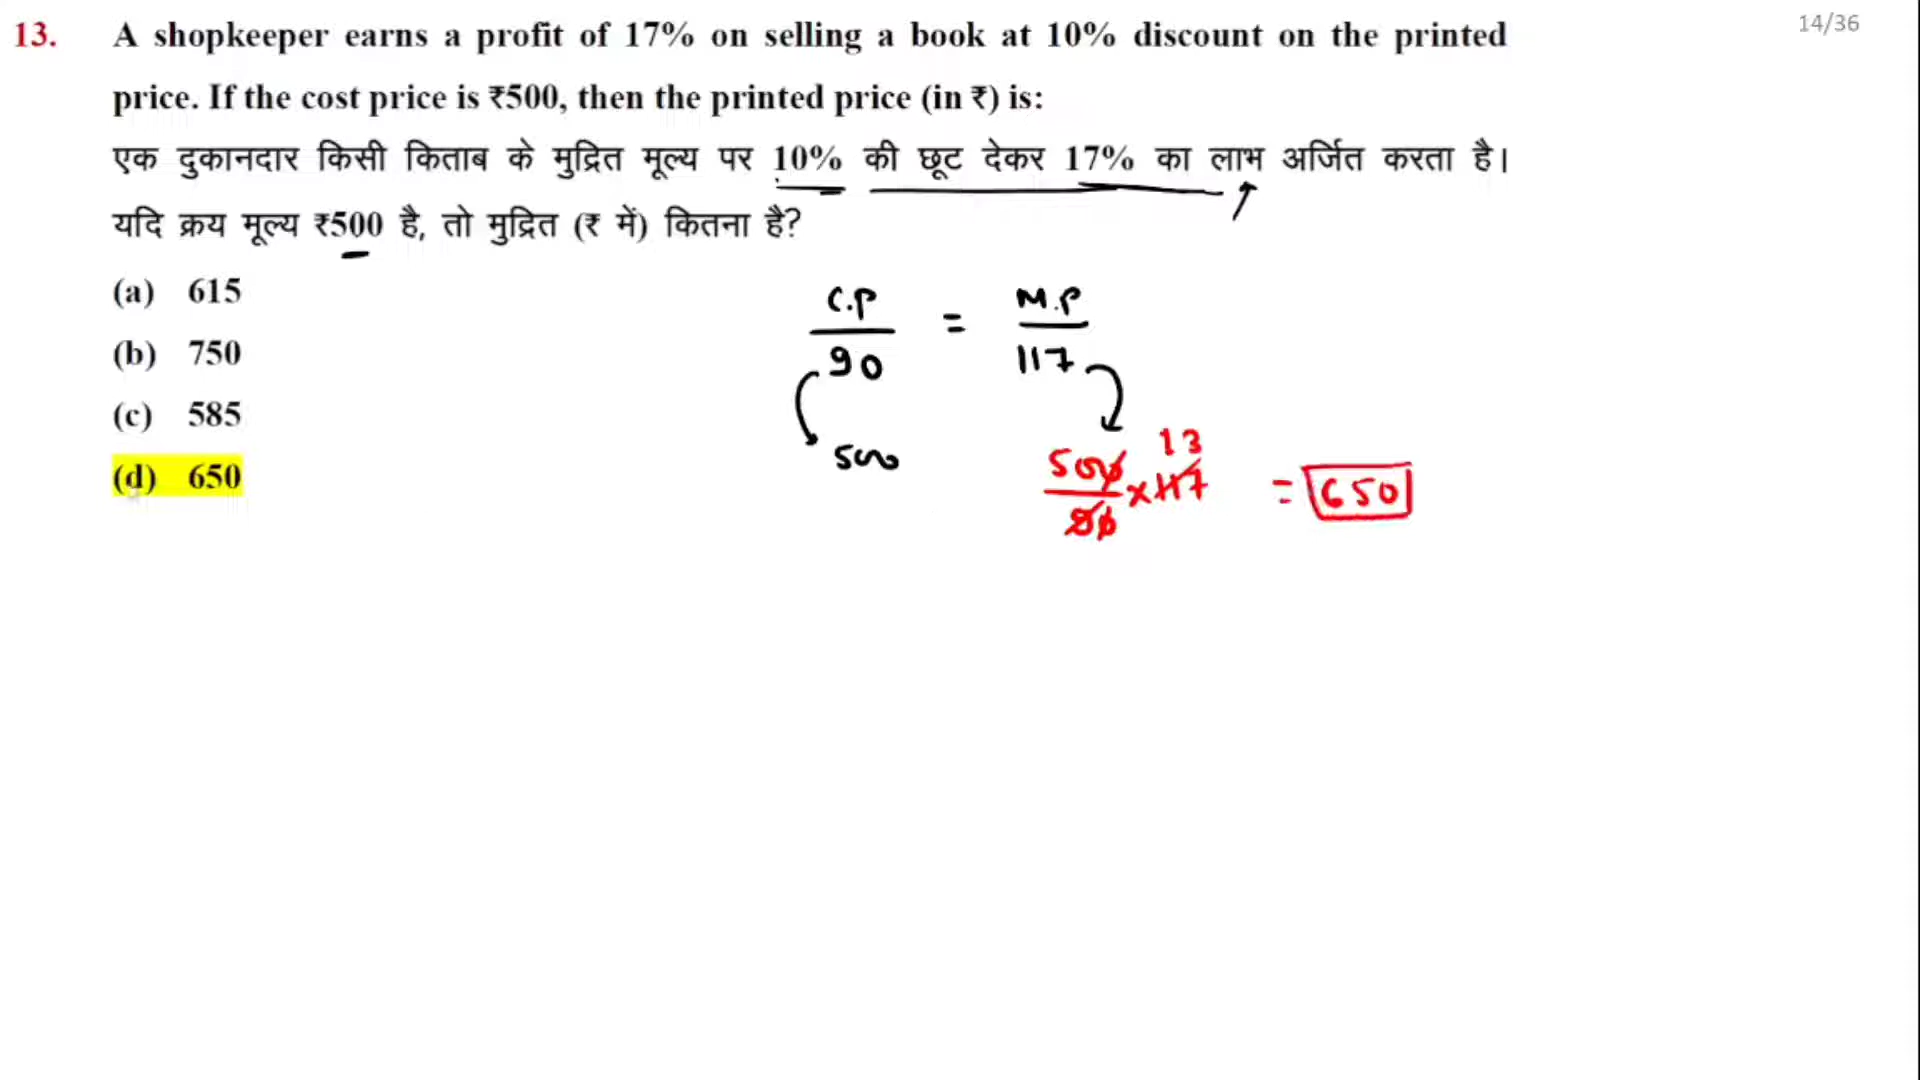 14/36
13. A shopkeeper earns a profit of 17% on selling a book at 10% discount on the printed
price. If the cost price is ₹500, then the printed price (in ₹) is:
एक दुकानदार किसी किताब के मुद्रित मूल्य पर 10% की छूट देकर 17% का लाभ अर्जित करता है।
यदि क्रय मूल्य ₹500 है, तो मुद्रित (₹ में) कितना है?
(a) 615
(b) 750
(c) 585
(d) 650
C.P = M.P
90 117
500
13
500 × 117 = 650
90